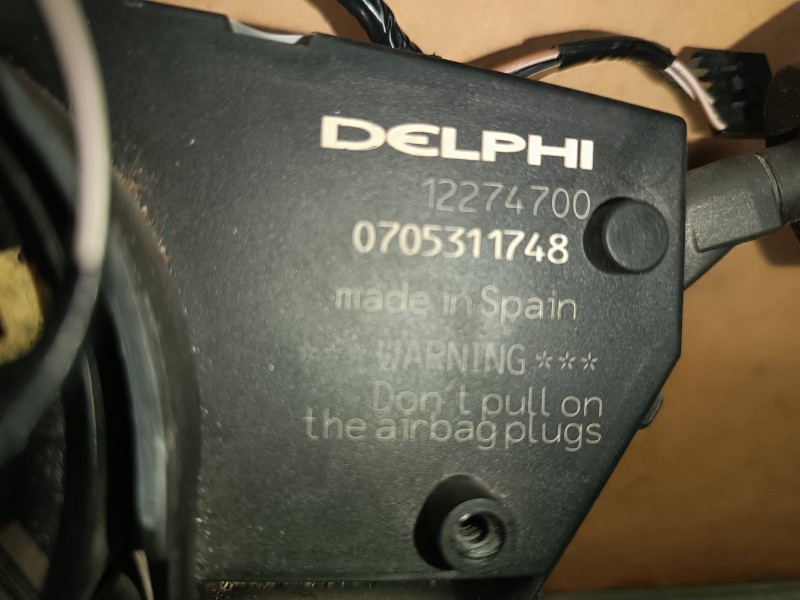 DELPHI
12274700
0705311748
made in Spain
*** WARNING ***
Don't pull on
the airbag plugs